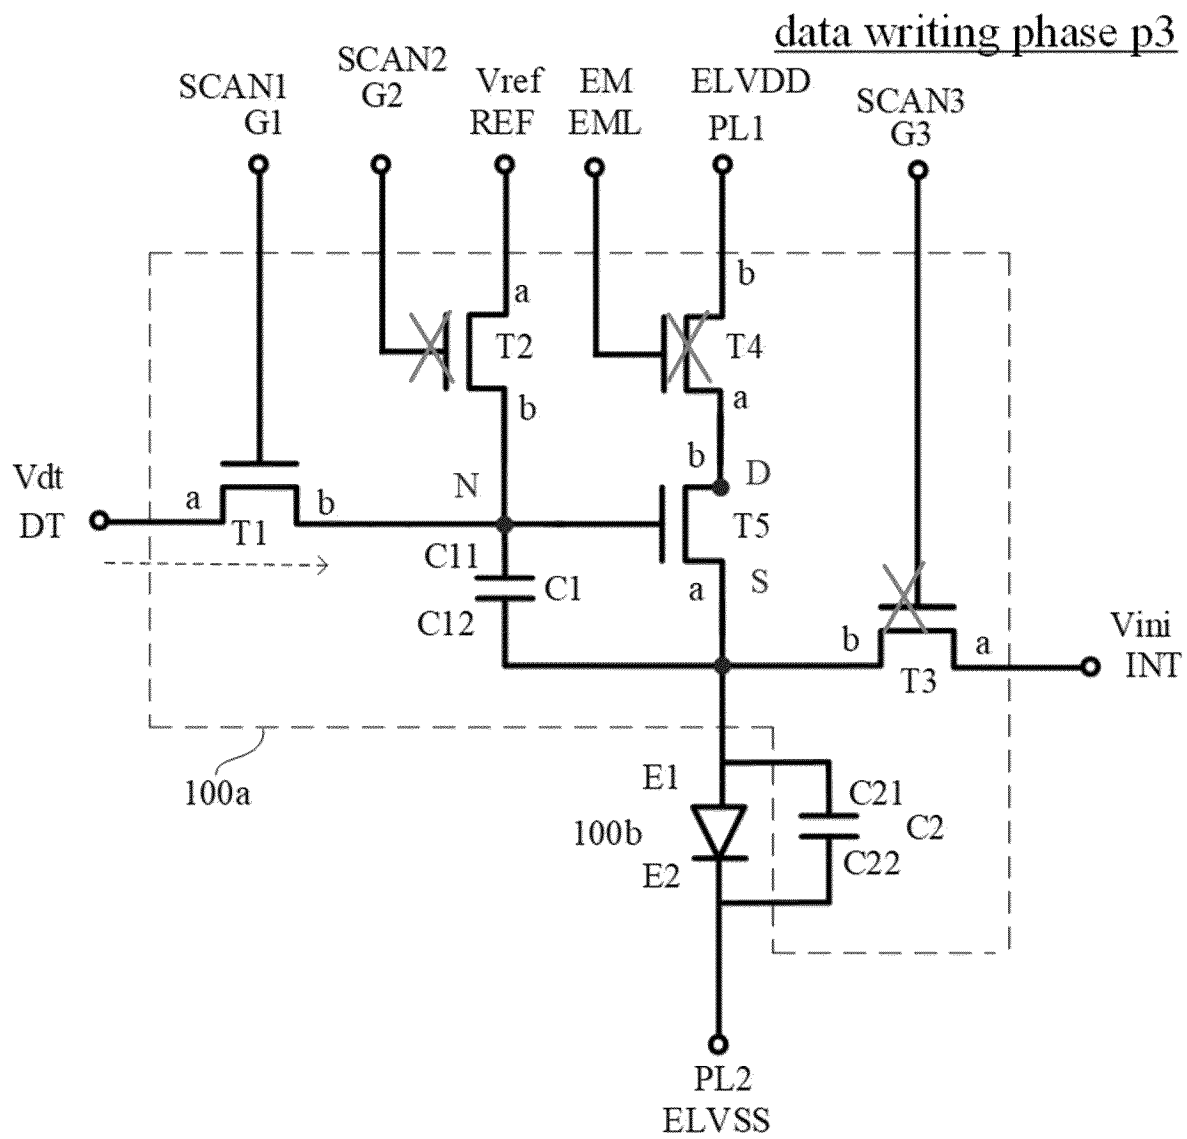 data writing phase p3
SCAN1
G1
SCAN2
G2
Vref
REF
EM
EML
ELVDD
PL1
SCAN3
G3
b
a
T2
T4
b
a
Vdt
DT
a
b
T1
N
b
D
T5
C11
C1
C12
a
S
b
a
T3
Vini
INT
100a
E1
100b
E2
C21
C2
C22
PL2
ELVSS